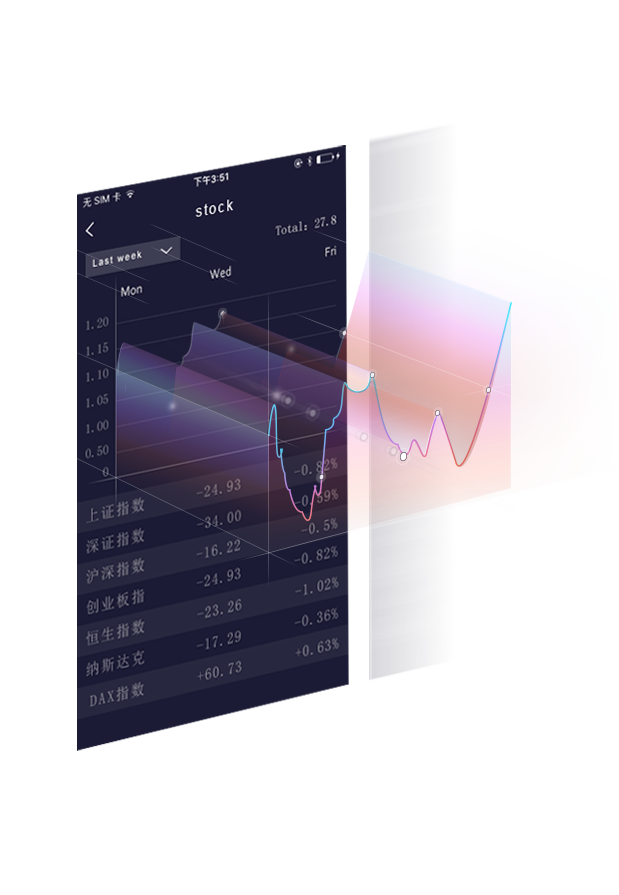 无 SIM 卡
下午3:51
stock
Total: 27.8
Last week
Mon
Wed
Fri
1.20
1.15
1.10
1.05
1.00
0.50
0
上证指数 -24.93 -0.82%
深证指数 -34.00 -0.59%
沪深指数 -16.22 -0.5%
创业板指 -24.93 -0.82%
恒生指数 -23.26 -1.02%
纳斯达克 -17.29 -0.36%
DAX指数 +60.73 +0.63%